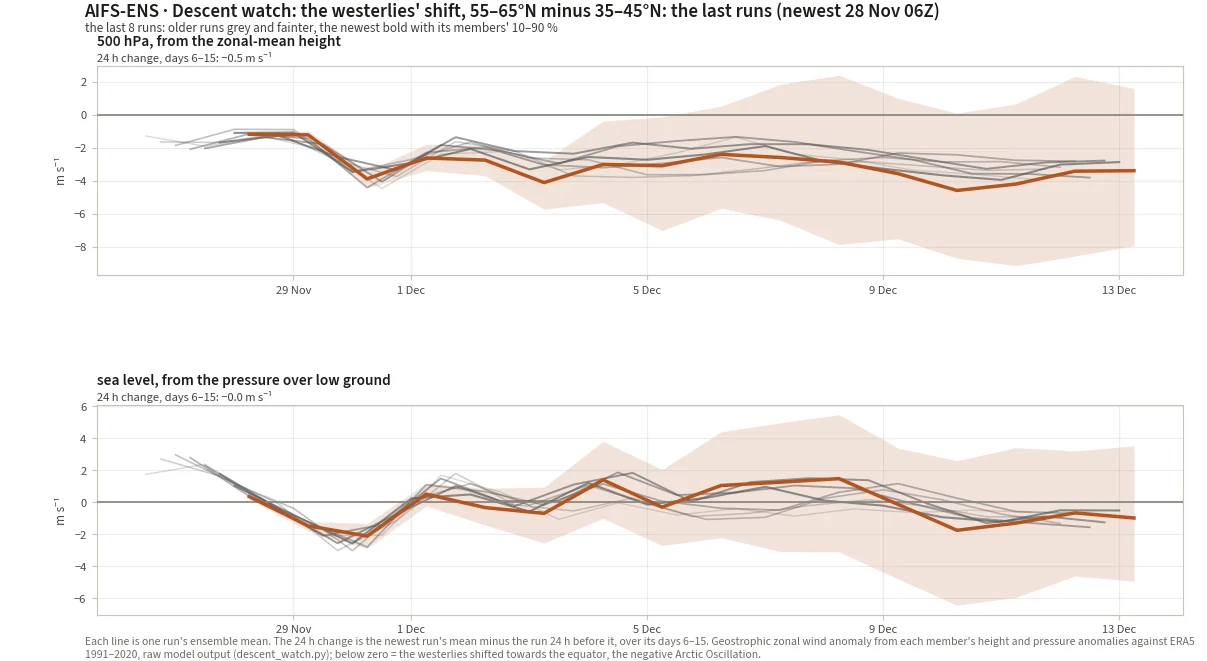 AIFS-ENS · Descent watch: the westerlies' shift, 55–65°N minus 35–45°N: the last runs (newest 28 Nov 06Z)
the last 8 runs: older runs grey and fainter, the newest bold with its members' 10–90 %
500 hPa, from the zonal-mean height
24 h change, days 6–15: −0.5 m s⁻¹
2
0
−2
−4
−6
−8
m s⁻¹
29 Nov
1 Dec
5 Dec
9 Dec
13 Dec
sea level, from the pressure over low ground
24 h change, days 6–15: −0.0 m s⁻¹
6
4
2
0
−2
−4
−6
m s⁻¹
29 Nov
1 Dec
5 Dec
9 Dec
13 Dec
Each line is one run's ensemble mean. The 24 h change is the newest run's mean minus the run 24 h before it, over its days 6–15. Geostrophic zonal wind anomaly from each member's height and pressure anomalies against ERA5
1991–2020, raw model output (descent_watch.py); below zero = the westerlies shifted towards the equator, the negative Arctic Oscillation.